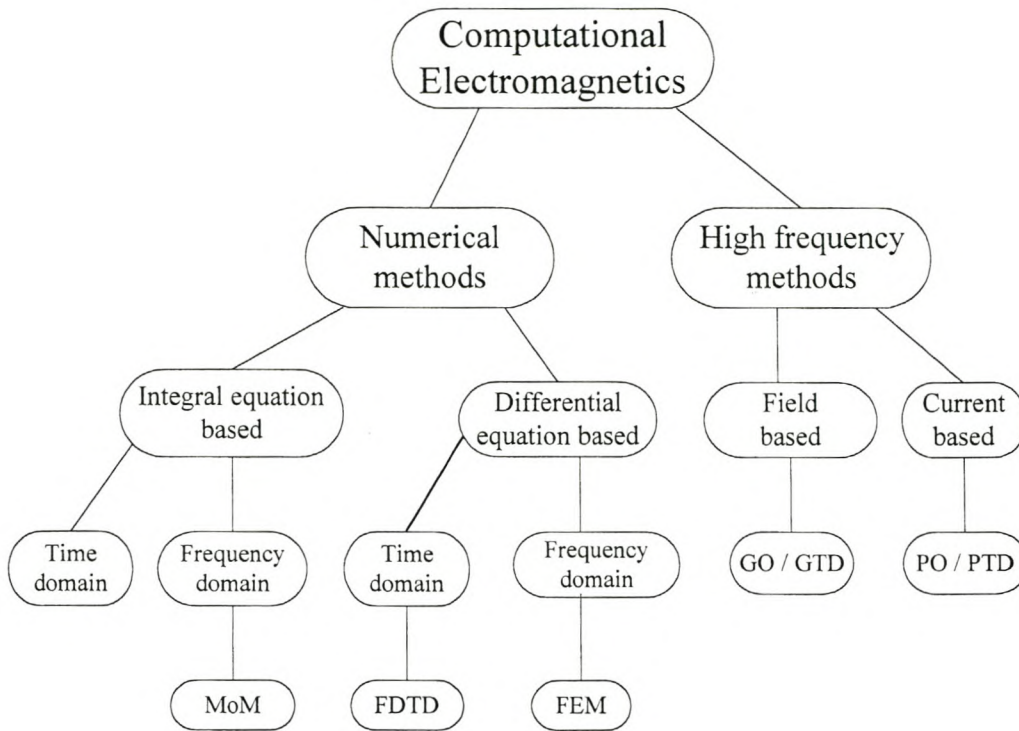 Computational
Electromagnetics
Numerical
methods
High frequency
methods
Integral equation
based
Differential
equation based
Field
based
Current
based
Time
domain
Frequency
domain
Time
domain
Frequency
domain
GO / GTD
PO / PTD
MoM
FDTD
FEM